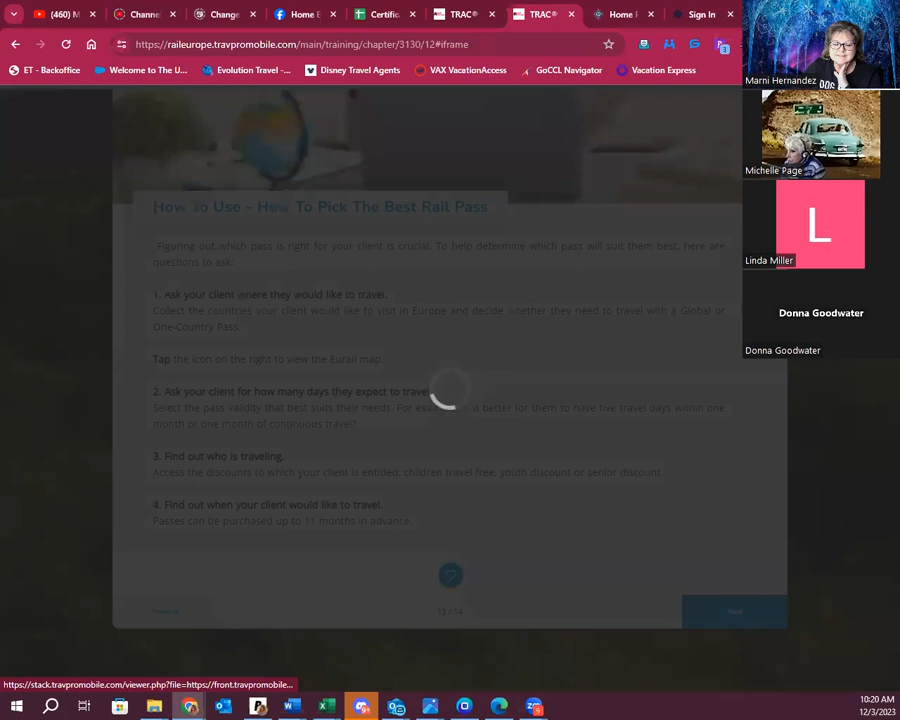 (460) M
Channel
Change
Home E
Certific
TRAC®
TRAC®
Home F
Sign In
https://raileurope.travpromobile.com/main/training/chapter/3130/12#iframe
3
ET - Backoffice
Welcome to The U...
Evolution Travel -...
Disney Travel Agents
VAX VacationAccess
GoCCL Navigator
Vacation Express
Marni Hernandez
Michelle Page
L
Linda Miller
Donna Goodwater
Donna Goodwater
How To Use – How To Pick The Best Rail Pass
Figuring out which pass is right for your client is crucial. To help determine which pass will suit them best, here are
questions to ask:
1. Ask your client where they would like to travel.
Collect the countries your client would like to visit in Europe and decide whether they need to travel with a Global or
One-Country Pass.
Tap the icon on the right to view the Eurail map
2. Ask your client for how many days they expect to travel
Select the pass validity that best suits their needs: For is it better for them to have five travel days within one
month or one month of continuous travel?
3. Find out who is traveling.
Access the discounts to which your client is entitled: children travel free, youth discount or senior discount.
4. Find out when your client would like to travel.
Passes can be purchased up to 11 months in advance.
Previous
13 / 14
Next
https://stack.travpromobile.com/viewer.php?file=https://front.travpromobile...
10:20 AM
12/3/2023